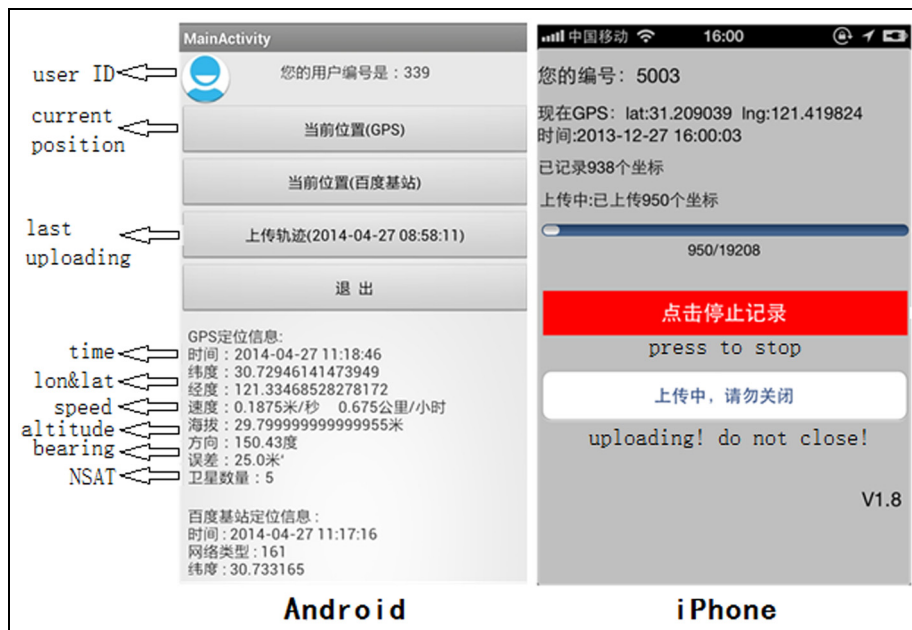 MainActivity
user ID
您的用户编号是：339
current
position
当前位置(GPS)
当前位置(百度基站)
last
uploading
上传轨迹(2014-04-27 08:58:11)
退 出
GPS定位信息:
time
时间：2014-04-27 11:18:46
lon&lat
纬度：30.72946141473949
经度：121.33468528278172
speed
速度：0.1875米/秒 0.675公里/小时
altitude
海拔：29.799999999999955米
bearing
方向：150.43度
误差：25.0米'
NSAT
卫星数量：5
百度基站定位信息：
时间：2014-04-27 11:17:16
网络类型：161
纬度：30.733165
Android
中国移动 16:00
您的编号：5003
现在GPS：lat:31.209039 lng:121.419824
时间:2013-12-27 16:00:03
已记录938个坐标
上传中:已上传950个坐标
950/19208
点击停止记录
press to stop
上传中，请勿关闭
uploading! do not close!
V1.8
iPhone